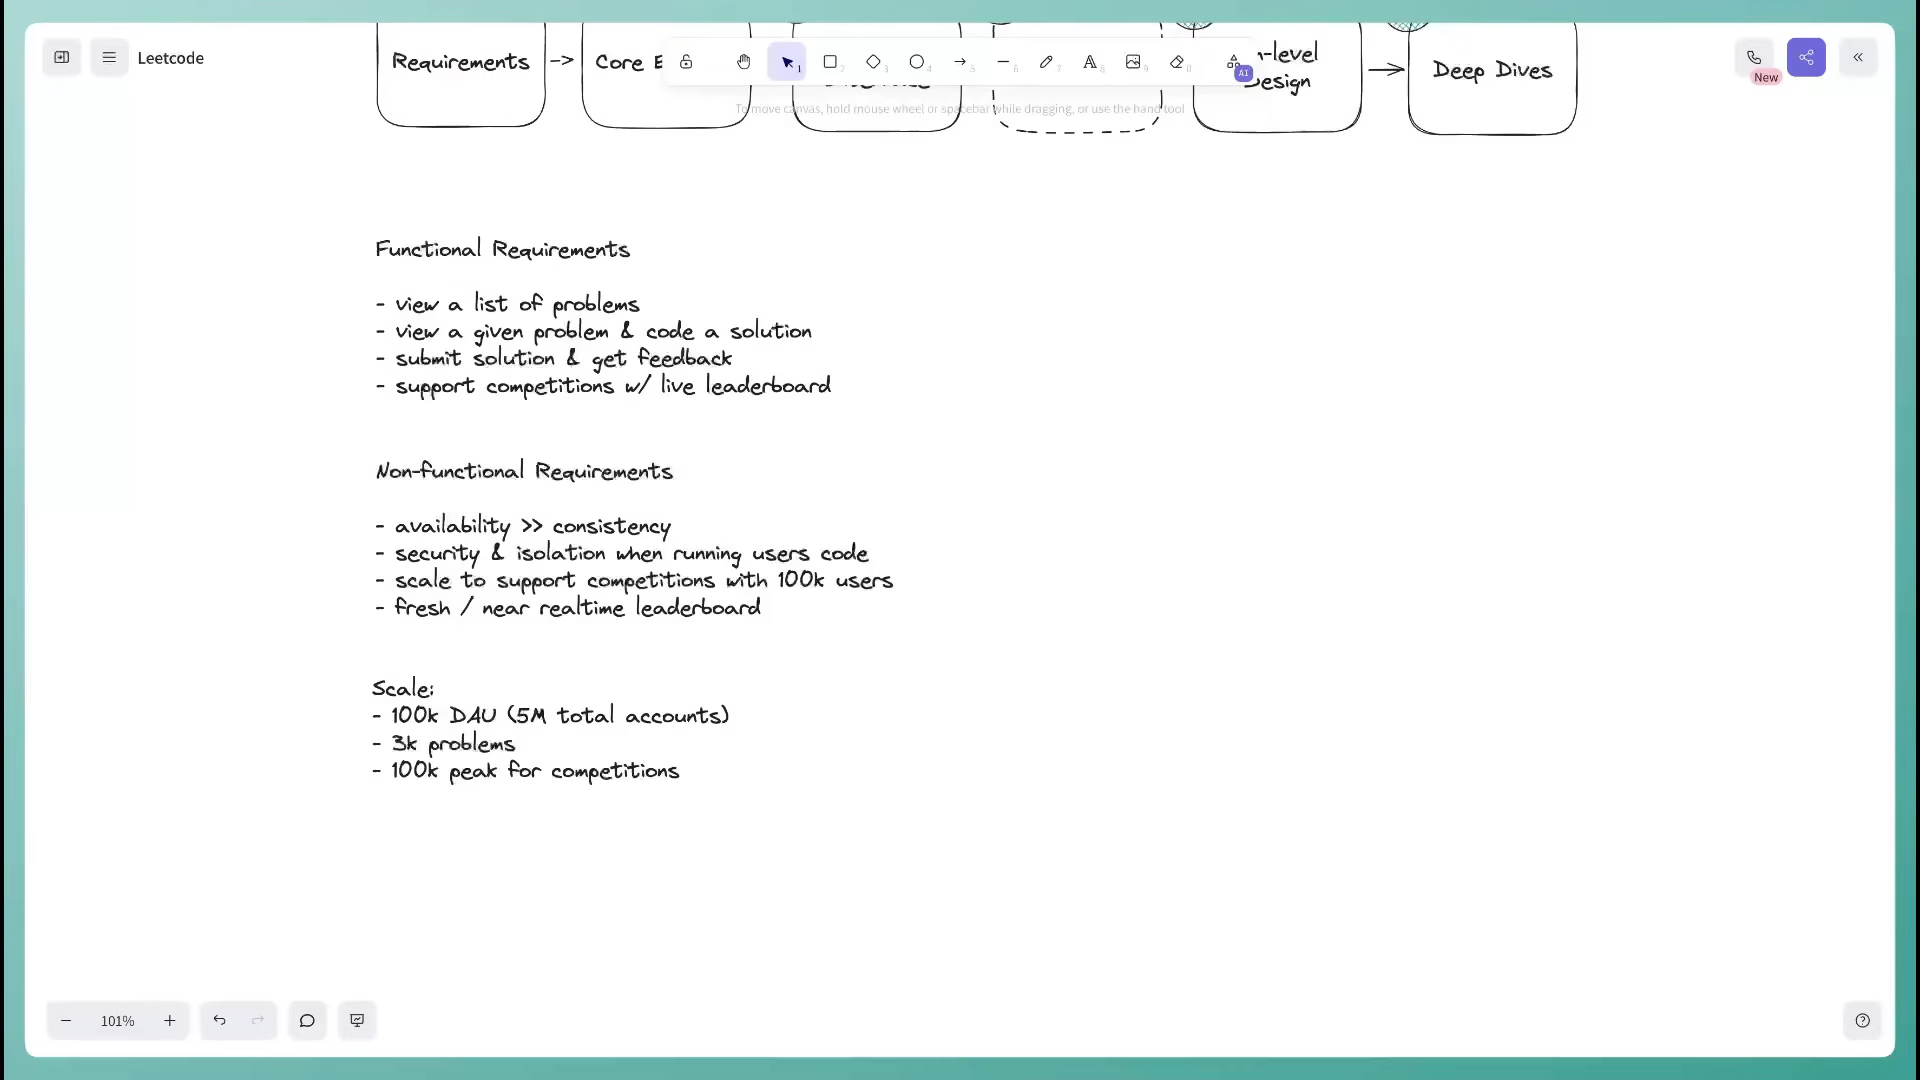 Leetcode
Requirements
->
Core E
n-level
Design
Deep Dives
AI
New
To move canvas, hold mouse wheel or spacebar while dragging, or use the hand tool
Functional Requirements
- view a list of problems
- view a given problem & code a solution
- submit solution & get feedback
- support competitions w/ live leaderboard
Non-functional Requirements
- availability >> consistency
- security & isolation when running users code
- scale to support competitions with 100k users
- fresh / near realtime leaderboard
Scale:
- 100k DAU (5M total accounts)
- 3k problems
- 100k peak for competitions
101%